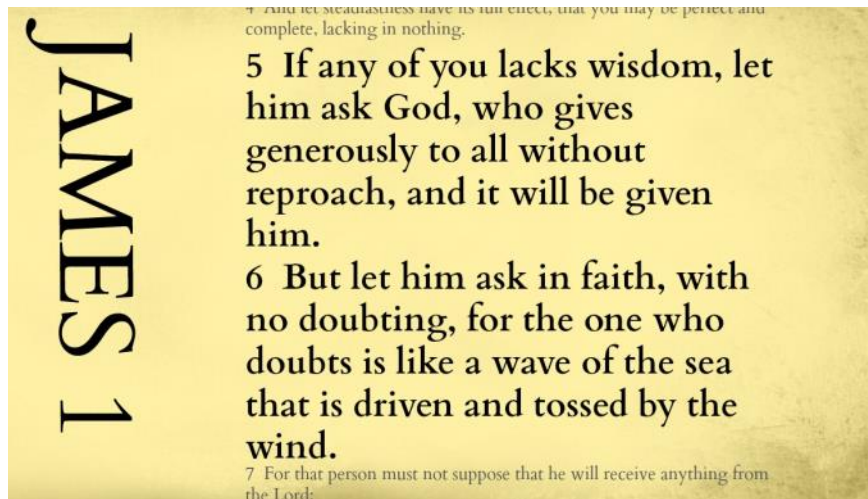 JAMES 1
4 And let steadfastness have its full effect, that you may be perfect and
complete, lacking in nothing.
5 If any of you lacks wisdom, let
him ask God, who gives
generously to all without
reproach, and it will be given
him.
6 But let him ask in faith, with
no doubting, for the one who
doubts is like a wave of the sea
that is driven and tossed by the
wind.
7 For that person must not suppose that he will receive anything from
the Lord;